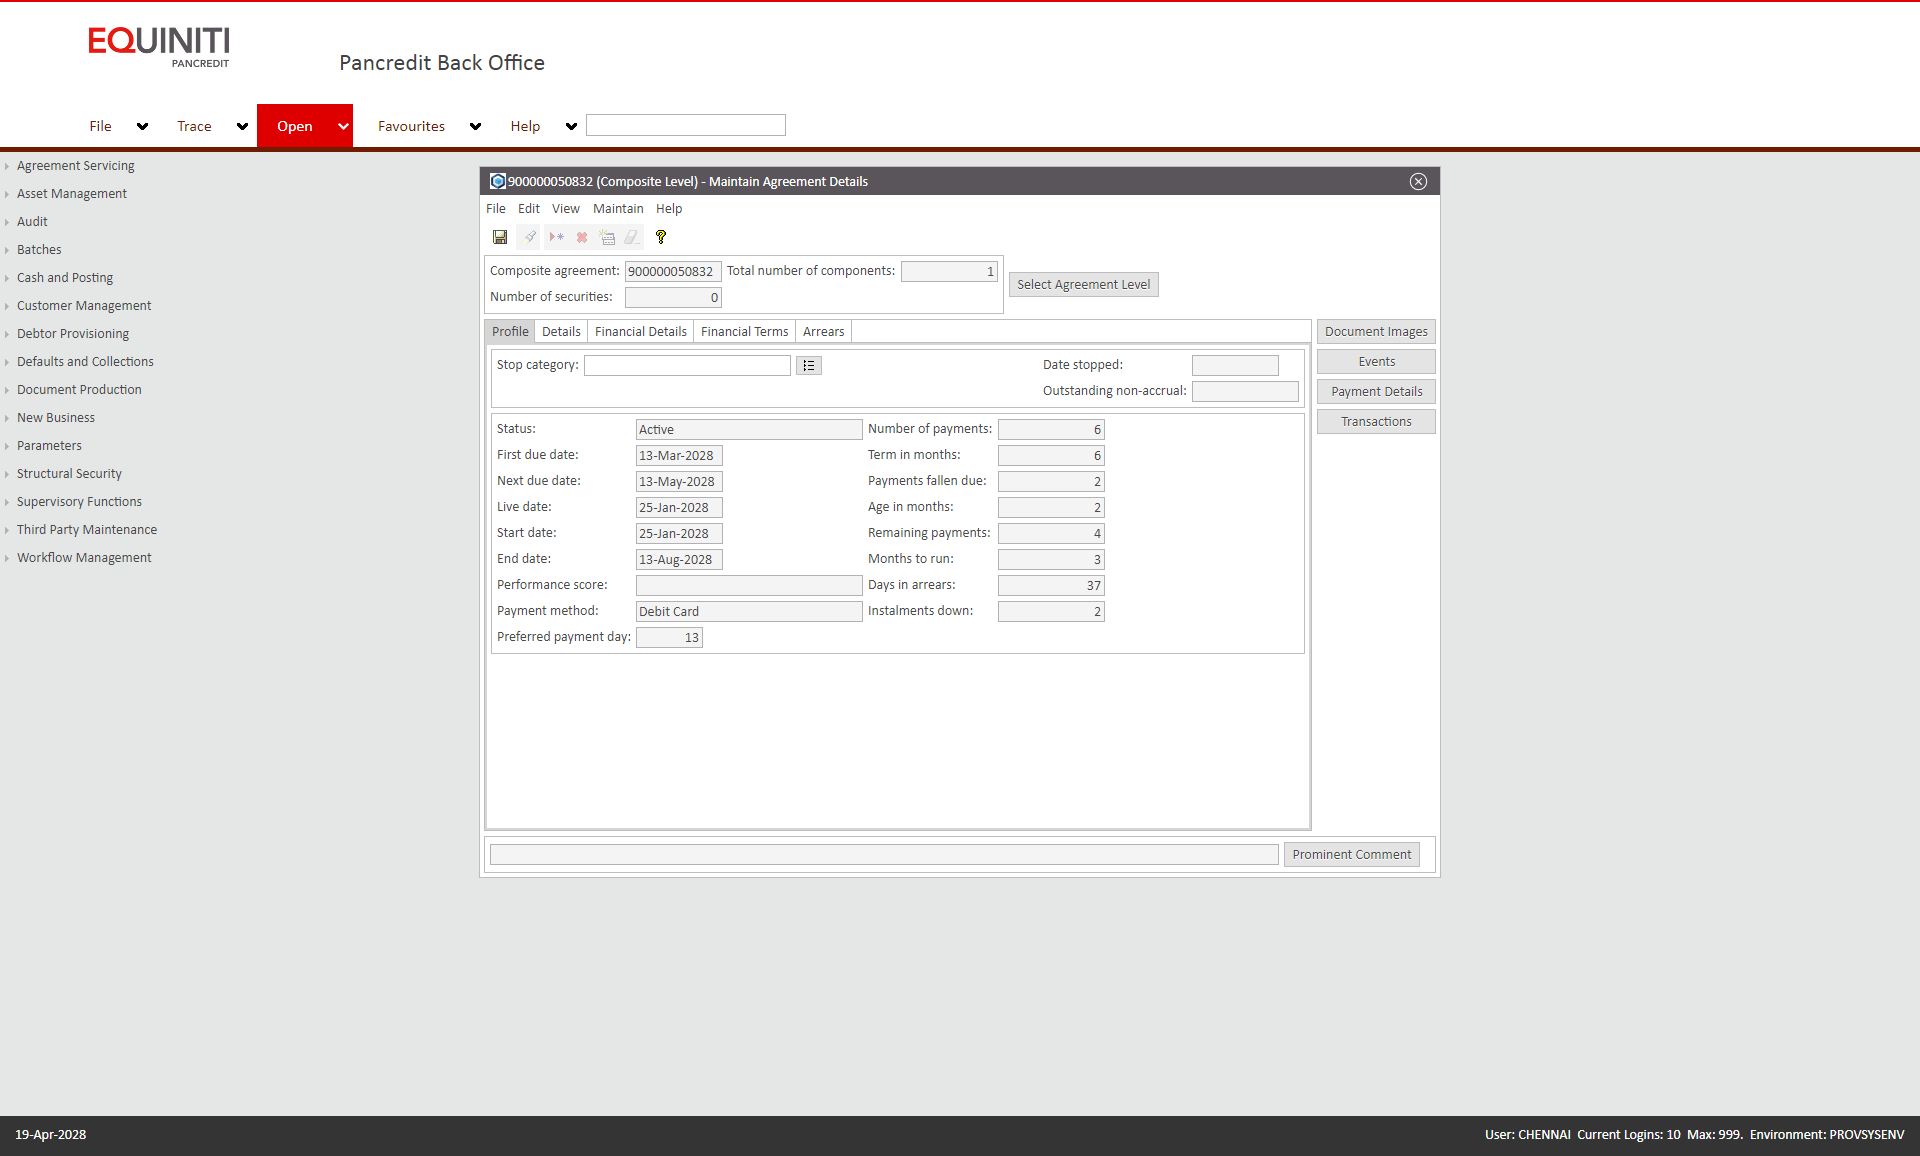 EQUINITI
PANCREDIT
Pancredit Back Office
File Trace Open Favourites Help
Agreement Servicing
Asset Management
Audit
Batches
Cash and Posting
Customer Management
Debtor Provisioning
Defaults and Collections
Document Production
New Business
Parameters
Structural Security
Supervisory Functions
Third Party Maintenance
Workflow Management
900000050832 (Composite Level) - Maintain Agreement Details
File Edit View Maintain Help
Composite agreement: 900000050832 Total number of components: 1
Number of securities: 0
Select Agreement Level
Profile Details Financial Details Financial Terms Arrears
Stop category: Date stopped:
Outstanding non-accrual:
Status: Active Number of payments: 6
First due date: 13-Mar-2028 Term in months: 6
Next due date: 13-May-2028 Payments fallen due: 2
Live date: 25-Jan-2028 Age in months: 2
Start date: 25-Jan-2028 Remaining payments: 4
End date: 13-Aug-2028 Months to run: 3
Performance score: Days in arrears: 37
Payment method: Debit Card Instalments down: 2
Preferred payment day: 13
Document Images
Events
Payment Details
Transactions
Prominent Comment
19-Apr-2028 User: CHENNAI Current Logins: 10 Max: 999. Environment: PROVSYSENV